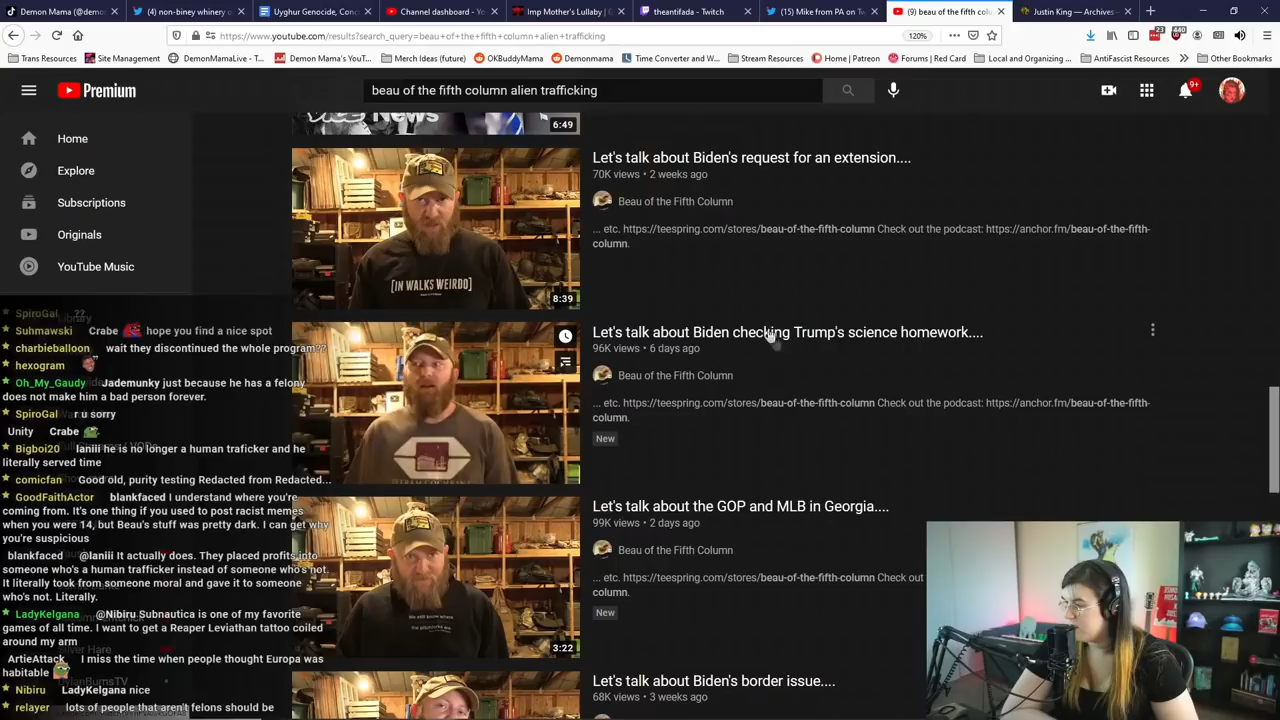 Demon Mama (@demon
(4) non-biney whinery
Uyghur Genocide, Conc
Channel dashboard - Yo
Imp Mother's Lullaby |
theantifada - Twitch
(15) Mike from PA on Tw
(9) beau of the fifth colu
Justin King — Archives
https://www.youtube.com/results?search_query=beau+of+the+fifth+column+alien+trafficking
120%
23
440
Trans Resources
Site Management
DemonMamaLive - T...
Demon Mama's YouT...
Merch Ideas (future)
OKBuddyMama
Demonmama
Time Converter and W...
Stream Resources
Home | Patreon
Forums | Red Card
Local and Organizing ...
AntiFascist Resources
Other Bookmarks
Premium
beau of the fifth column alien trafficking
9+
Home
Explore
Subscriptions
Originals
YouTube Music
Library
News
6:49
Let's talk about Biden's request for an extension....
70K views • 2 weeks ago
Beau of the Fifth Column
... etc. https://teespring.com/stores/beau-of-the-fifth-column Check out the podcast: https://anchor.fm/beau-of-the-fifth-
column.
[IN WALKS WEIRDO]
8:39
Let's talk about Biden checking Trump's science homework....
96K views • 6 days ago
Beau of the Fifth Column
... etc. https://teespring.com/stores/beau-of-the-fifth-column Check out the podcast: https://anchor.fm/beau-of-the-fifth-
column.
New
Let's talk about the GOP and MLB in Georgia....
99K views • 2 days ago
Beau of the Fifth Column
... etc. https://teespring.com/stores/beau-of-the-fifth-column Check out
column.
New
3:22
Let's talk about Biden's border issue....
68K views • 3 weeks ago
SpiroGal ??
Suhmawski Crabe hope you find a nice spot
charbieballoon wait they discontinued the whole program??
hexogram
Oh_My_Gaudy Jademunky just because he has a felony
does not make him a bad person forever.
SpiroGal r u sorry
Unity Crabe
Bigboi20 laniii he is no longer a human traficker and he
literally served time
comicfan Good old, purity testing Redacted from Redacted...
GoodFaithActor blankfaced I understand where you're
coming from. It's one thing if you used to post racist memes
when you were 14, but Beau's stuff was pretty dark. I can get why
you're suspicious
blankfaced @laniii It actually does. They placed profits into
someone who's a human trafficker instead of someone who's not.
It literally took from someone moral and gave it to someone
who's not. Literally.
LadyKelgana @Nibiru Subnautica is one of my favorite
games of all time. I want to get a Reaper Leviathan tattoo coiled
around my arm
Silver Hare
ArtieAttack I miss the time when people thought Europa was
habitable
DylanBurnsTV
Nibiru LadyKelgana nice
relayer lots of people that aren't felons should be